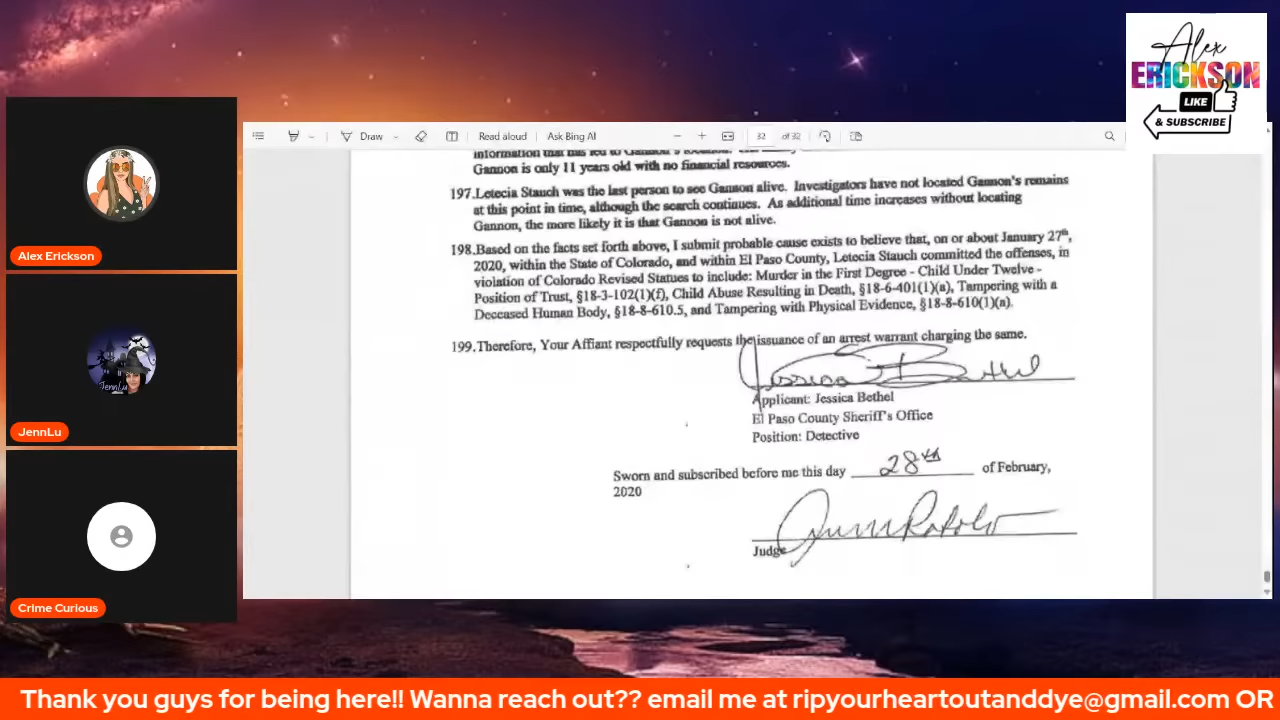 Alex
ERICKSON
LIKE
& SUBSCRIBE
Draw
Read aloud
Ask Bing AI
32
of 32
information that has led to Gannon's location.
Gannon is only 11 years old with no financial resources.
197. Letecia Stauch was the last person to see Gannon alive. Investigators have not located Gannon's remains
at this point in time, although the search continues. As additional time increases without locating
Gannon, the more likely it is that Gannon is not alive.
198. Based on the facts set forth above, I submit probable cause exists to believe that, on or about January 27th,
2020, within the State of Colorado, and within El Paso County, Letecia Stauch committed the offenses, in
violation of Colorado Revised Statues to include: Murder in the First Degree - Child Under Twelve -
Position of Trust, §18-3-102(1)(f), Child Abuse Resulting in Death, §18-6-401(1)(a), Tampering with a
Deceased Human Body, §18-8-610.5, and Tampering with Physical Evidence, §18-8-610(1)(a).
199. Therefore, Your Affiant respectfully requests the issuance of an arrest warrant charging the same.
Jessica Bethel
Applicant: Jessica Bethel
El Paso County Sheriff's Office
Position: Detective
Sworn and subscribed before me this day 28th of February,
2020
Judge
Alex Erickson
JennLu
JennLu
Crime Curious
Thank you guys for being here!! Wanna reach out?? email me at ripyourheartoutanddye@gmail.com OR